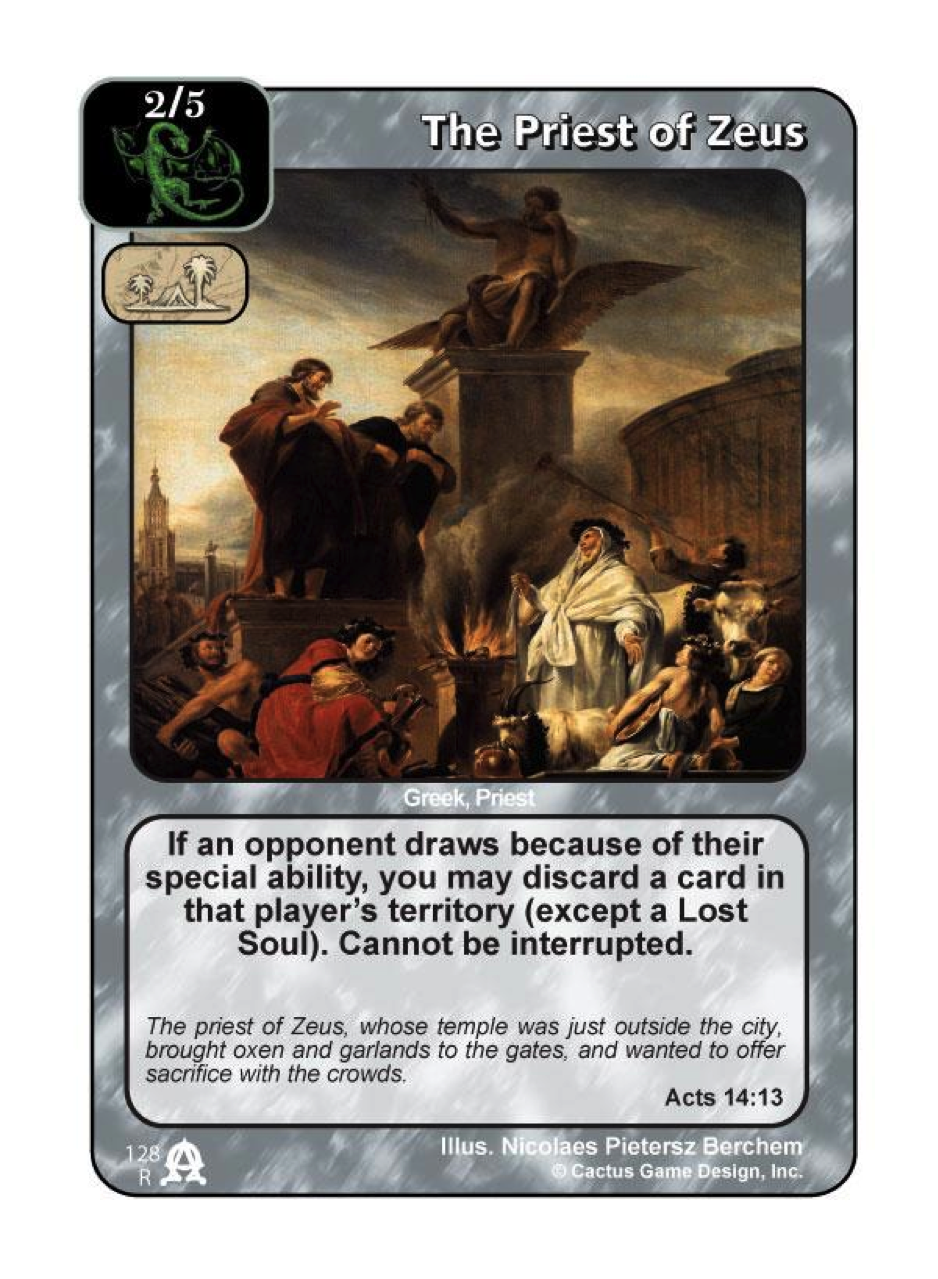 2/5
The Priest of Zeus
Greek, Priest
If an opponent draws because of their
special ability, you may discard a card in
that player's territory (except a Lost
Soul). Cannot be interrupted.
The priest of Zeus, whose temple was just outside the city,
brought oxen and garlands to the gates, and wanted to offer
sacrifice with the crowds.
Acts 14:13
128
R
Illus. Nicolaes Pietersz Berchem
© Cactus Game Design, Inc.